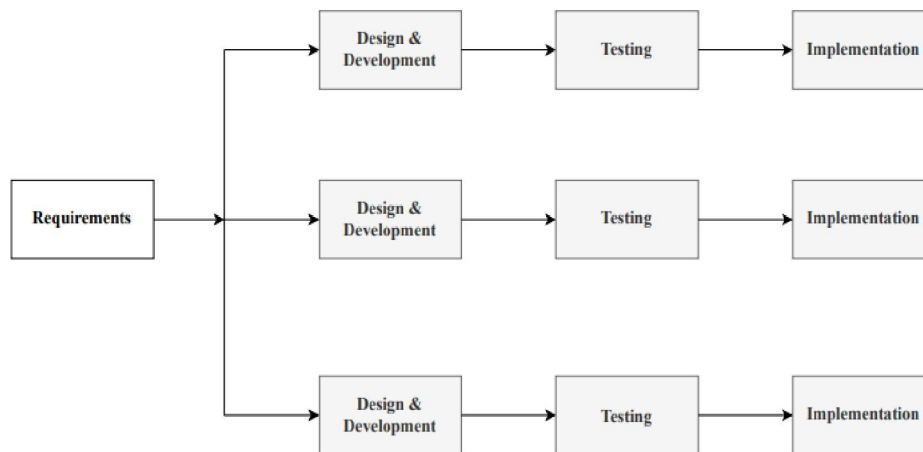 Design &
Development
Testing
Implementation
Requirements
Design &
Development
Testing
Implementation
Design &
Development
Testing
Implementation